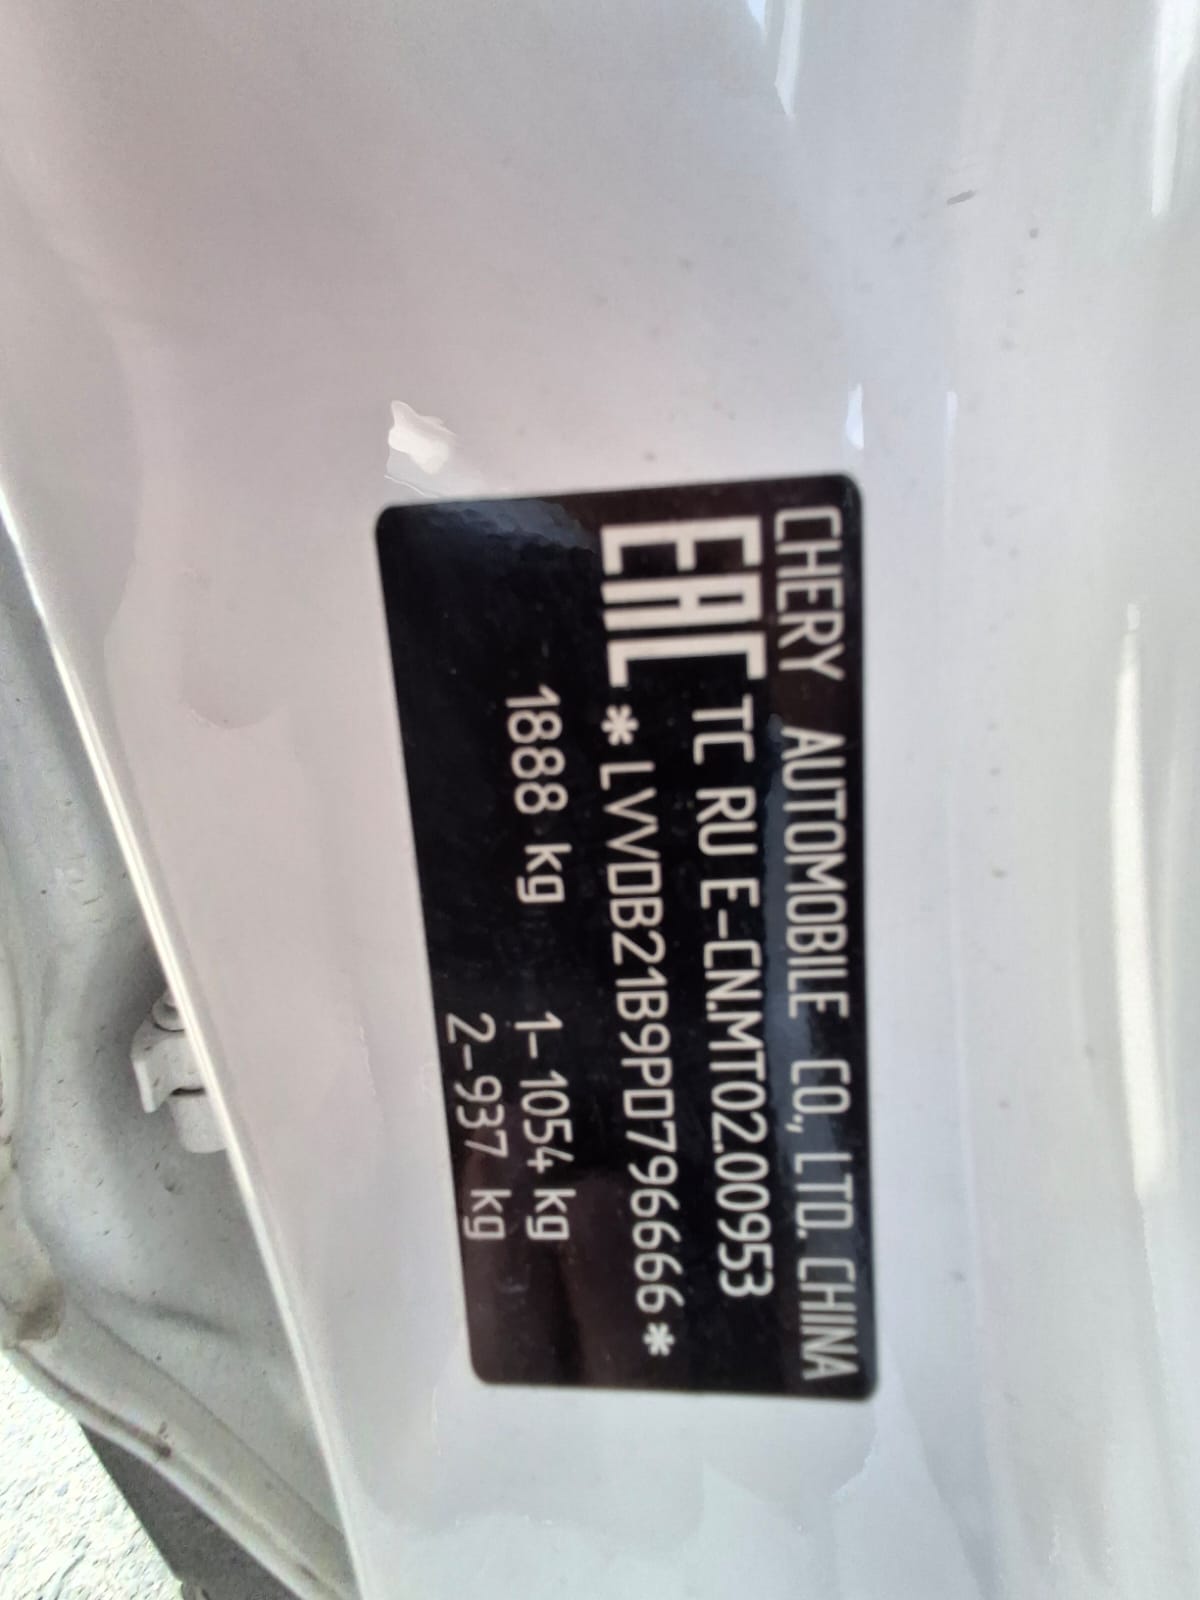 CHERY AUTOMOBILE CO., LTD. CHINA
EAC TC RU E-CN.MT02.00953
*LVVDB21B9PD796666*
1888 kg 1-1054 kg
2-937 kg